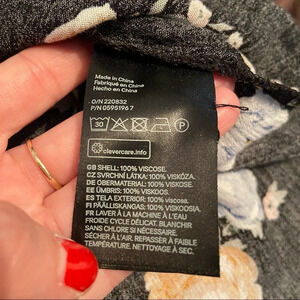 Made in China
Fabriqué en Chine
Hecho en China
O/N 220832
P/N 0595196 7
30 P
clevercare.info
GB SHELL: 100% VISCOSE.
CZ SVRCHNÍ LÁTKA: 100% VISKÓZA.
DE OBERMATERIAL: 100% VISKOSE.
EE ÜMBRIS: 100% VISKOOS.
ES TELA EXTERIOR: 100% VISCOSA.
FI PÄÄLLISKANGAS: 100% VISKOOSIA.
FR LAVER À LA MACHINE À L'EAU
FROIDE CYCLE DÉLICAT. BLANCHIR
SANS CHLORE SI NÉCESSAIRE. NE PAS
SÉCHER À L'AIR. REPASSER À FAIBLE
TEMPÉRATURE. NETTOYAGE À SEC.